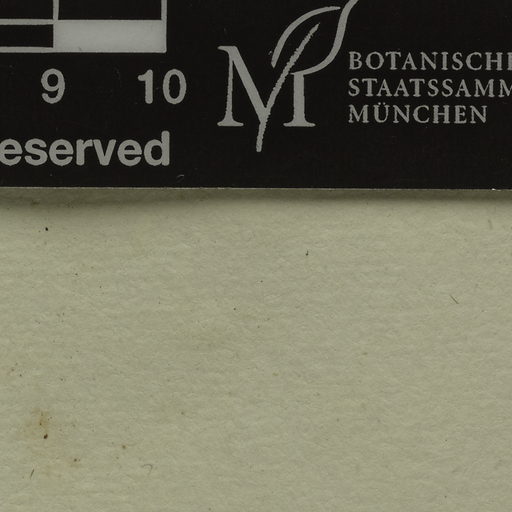 9 10
eserved
M
BOTANISCHE
STAATSSAMM
MÜNCHEN